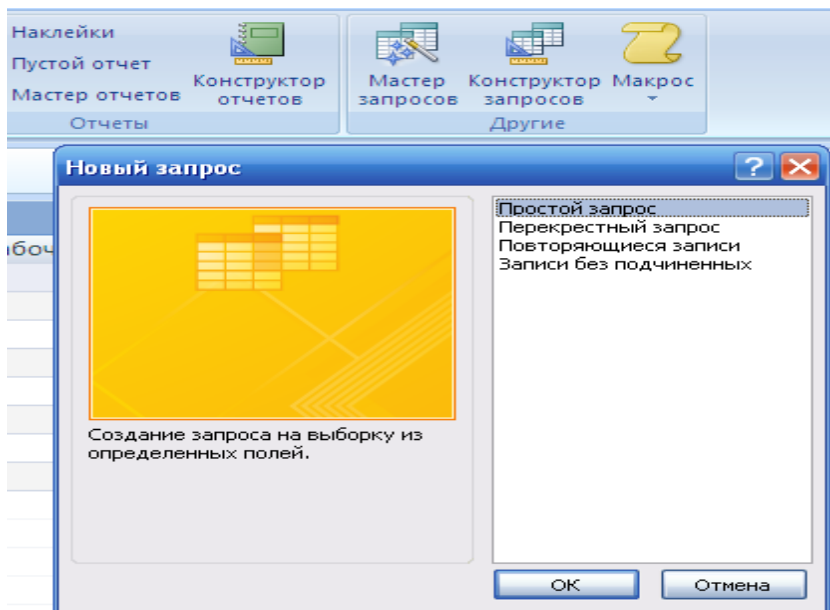 Наклейки
Пустой отчет
Мастер отчетов
Конструктор
отчетов
Отчеты
Мастер
запросов
Конструктор
запросов
Макрос
Другие
Новый запрос
Простой запрос
Перекрестный запрос
Повторяющиеся записи
Записи без подчиненных
Создание запроса на выборку из
определенных полей.
ОК
Отмена